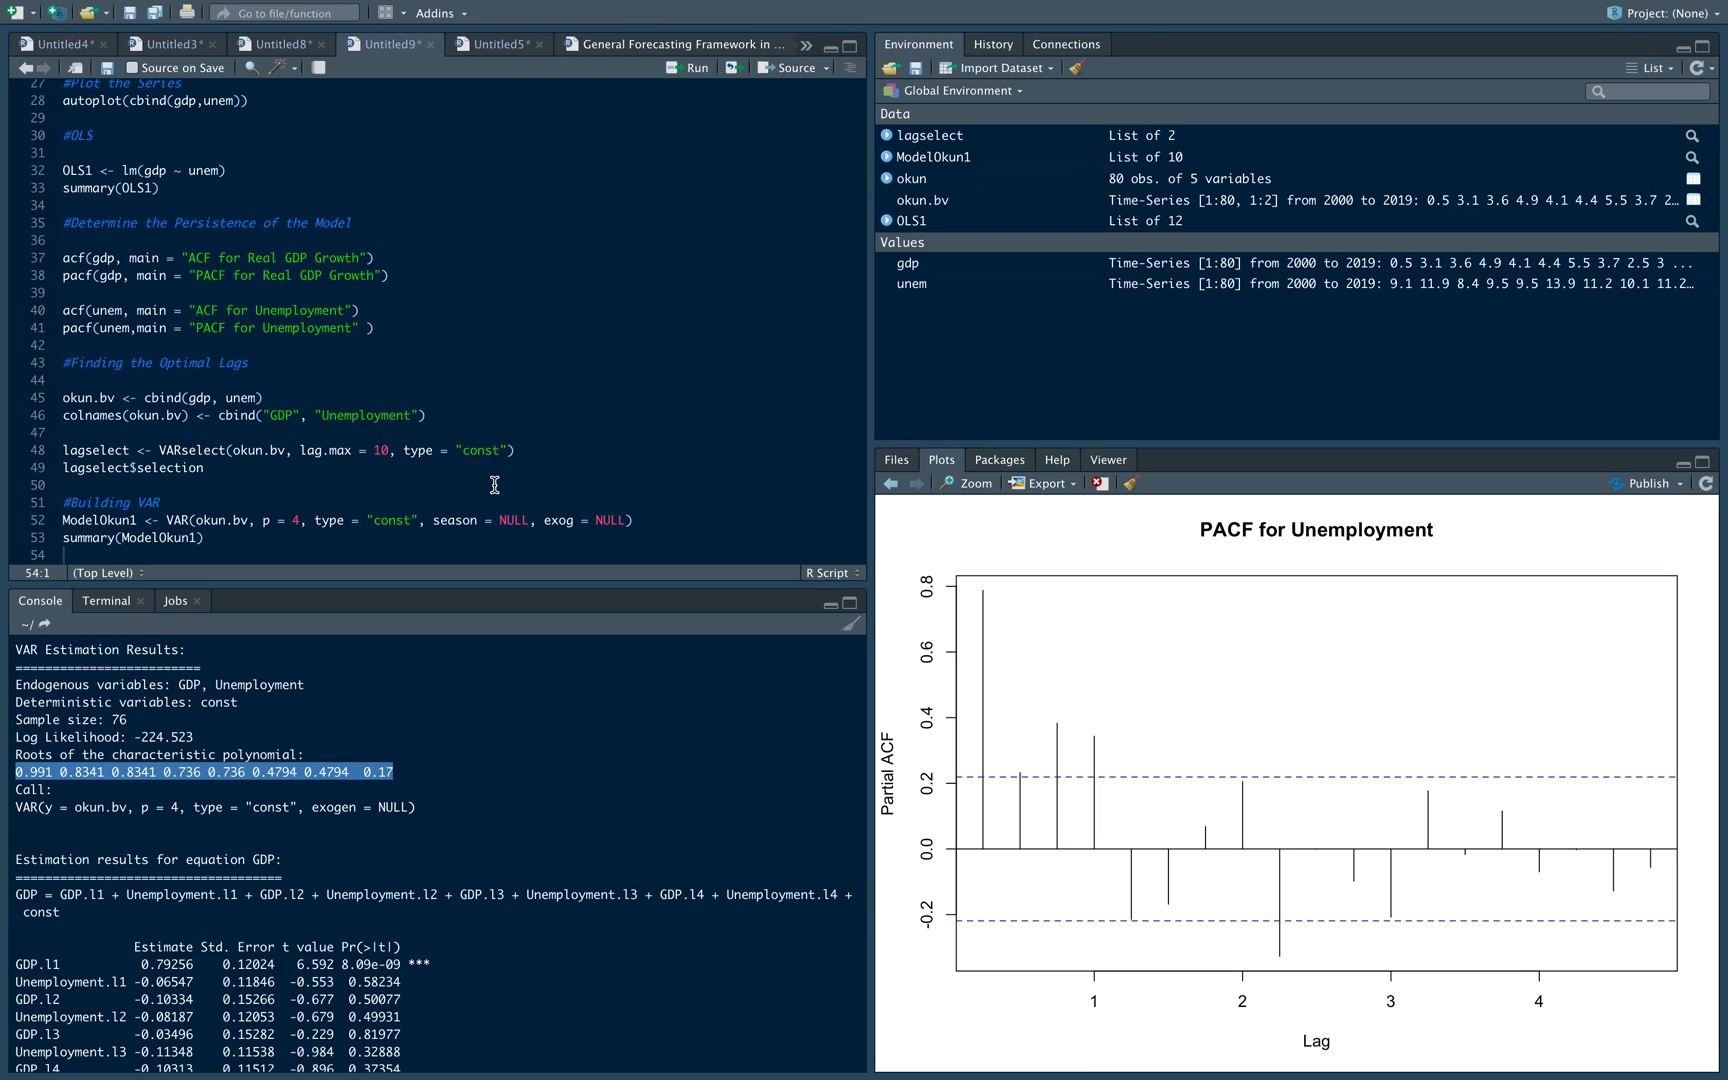 Go to file/function
Addins
Project: (None)
Untitled4*
Untitled3*
Untitled8*
Untitled9*
Untitled5*
General Forecasting Framework in ...
Source on Save
Run
Source
27 #Plot the Series
28 autoplot(cbind(gdp,unem))
29
30 #OLS
31
32 OLS1 <- lm(gdp ~ unem)
33 summary(OLS1)
34
35 #Determine the Persistence of the Model
36
37 acf(gdp, main = "ACF for Real GDP Growth")
38 pacf(gdp, main = "PACF for Real GDP Growth")
39
40 acf(unem, main = "ACF for Unemployment")
41 pacf(unem,main = "PACF for Unemployment" )
42
43 #Finding the Optimal Lags
44
45 okun.bv <- cbind(gdp, unem)
46 colnames(okun.bv) <- cbind("GDP", "Unemployment")
47
48 lagselect <- VARselect(okun.bv, lag.max = 10, type = "const")
49 lagselect$selection
50
51 #Building VAR
52 ModelOkun1 <- VAR(okun.bv, p = 4, type = "const", season = NULL, exog = NULL)
53 summary(ModelOkun1)
54
54:1 (Top Level) R Script
Console Terminal Jobs
~/
VAR Estimation Results:
=========================
Endogenous variables: GDP, Unemployment
Deterministic variables: const
Sample size: 76
Log Likelihood: -224.523
Roots of the characteristic polynomial:
0.991 0.8341 0.8341 0.736 0.736 0.4794 0.4794  0.17
Call:
VAR(y = okun.bv, p = 4, type = "const", exogen = NULL)
Estimation results for equation GDP:
====================================
GDP = GDP.l1 + Unemployment.l1 + GDP.l2 + Unemployment.l2 + GDP.l3 + Unemployment.l3 + GDP.l4 + Unemployment.l4 +
const
Estimate Std. Error t value Pr(>|t|)
GDP.l1 0.79256 0.12024 6.592 8.09e-09 ***
Unemployment.l1 -0.06547 0.11846 -0.553 0.58234
GDP.l2 -0.10334 0.15266 -0.677 0.50077
Unemployment.l2 -0.08187 0.12053 -0.679 0.49931
GDP.l3 -0.03496 0.15282 -0.229 0.81977
Unemployment.l3 -0.11348 0.11538 -0.984 0.32888
GDP.l4 -0.10313 0.11512 -0.896 0.37354
Environment History Connections
Import Dataset
List
Global Environment
Data
lagselect List of 2
ModelOkun1 List of 10
okun 80 obs. of 5 variables
okun.bv Time-Series [1:80, 1:2] from 2000 to 2019: 0.5 3.1 3.6 4.9 4.1 4.4 5.5 3.7 2…
OLS1 List of 12
Values
gdp Time-Series [1:80] from 2000 to 2019: 0.5 3.1 3.6 4.9 4.1 4.4 5.5 3.7 2.5 3 ...
unem Time-Series [1:80] from 2000 to 2019: 9.1 11.9 8.4 9.5 9.5 13.9 11.2 10.1 11.2…
Files Plots Packages Help Viewer
Zoom Export Publish
PACF for Unemployment
Partial ACF
0.8
0.6
0.4
0.2
0.0
-0.2
1 2 3 4
Lag